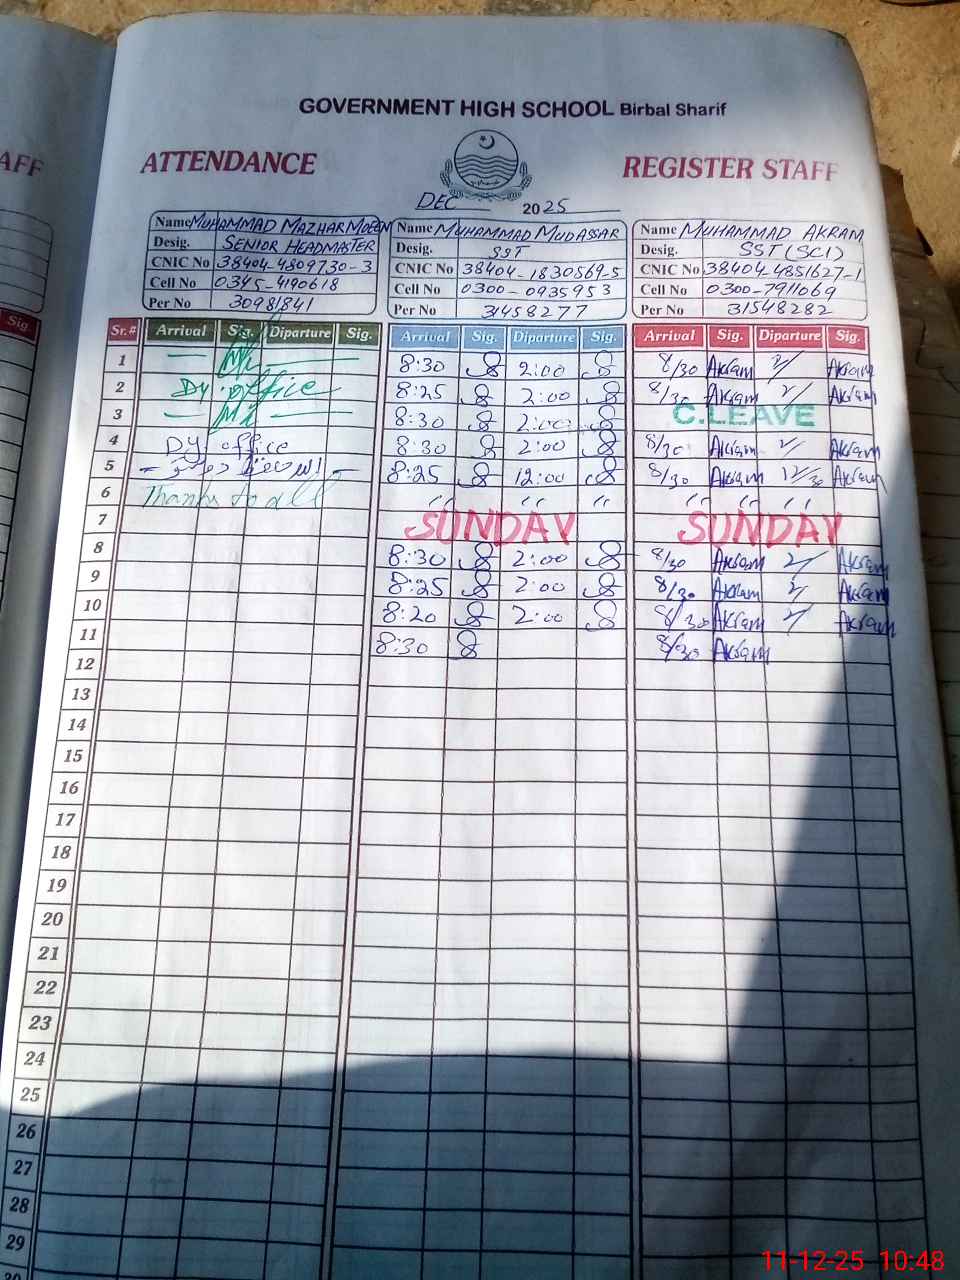 GOVERNMENT HIGH SCHOOL Birbal Sharif
AFF
ATTENDANCE REGISTER STAFF
DEC 2025
Name MUHAMMAD MAZHAR Name MUHAMMAD MUDASSAR Name MUHAMMAD AKRAM
Desig. SENIOR HEADMASTER Desig. SST Desig. SST (SCI)
CNIC No 38404-4809730-3 CNIC No 38404-1830569-5 CNIC No 38404-4851627-1
Cell No 0345-4190618 Cell No 0300-0935953 Cell No 0300-7911069
Per No 30981841 Per No 31458277 Per No 31548282
Sig. Sr.# Arrival Sig. Diparture Sig. Arrival Sig. Diparture Sig. Arrival Sig. Diparture Sig.
1 8:30 2:00 8/30 Akram 2/ Akram
2 Dy. office 8:25 2:00 8/30 Akram 2/ Akram
3 8:30 2:00 C.LEAVE
4 Dy office 8:30 2:00 8/30 Akram 2/ Akram
5 8:25 12:00 8/30 Akram 12/30 Akram
6 Thanks to all " " " " " " " "
7 SUNDAY SUNDAY
8 8:30 2:00 8/30 Akram 2/ Akram
9 8:25 2:00 8/30 Akram 2/ Akram
10 8:20 2:00 8/30 Akram 2/ Akram
11 8:30 8/30 Akram
12
13
14
15
16
17
18
19
20
21
22
23
24
25
26
27
28
29
30
11-12-25 10:48